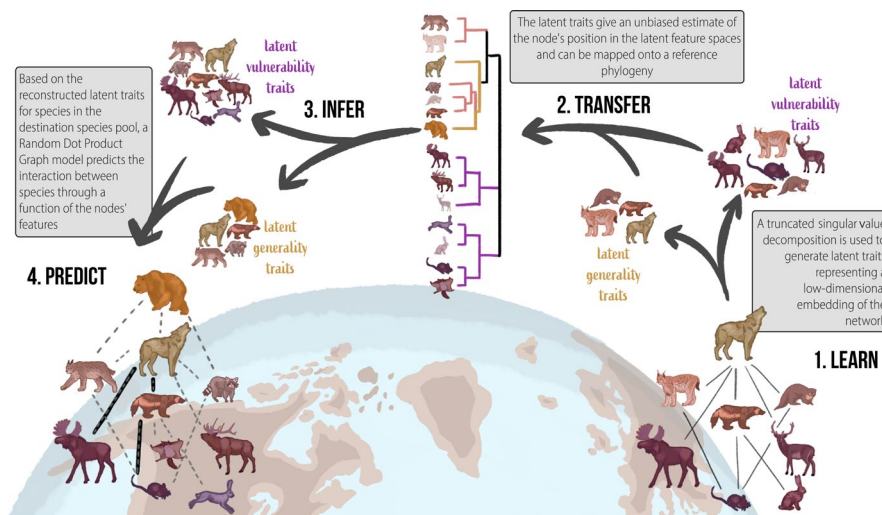 The latent traits give an unbiased estimate of
the node's position in the latent feature spaces
and can be mapped onto a reference
phylogeny
latent
vulnerability
traits
Based on the
reconstructed latent traits
for species in the
destination species pool, a
Random Dot Product
Graph model predicts the
interaction between
species through a
function of the nodes'
features
3. INFER
2. TRANSFER
latent
vulnerability
traits
latent
generality
traits
latent
generality
traits
A truncated singular value
decomposition is used to
generate latent trait
representing a
low-dimensional
embedding of the
network
4. PREDICT
1. LEARN